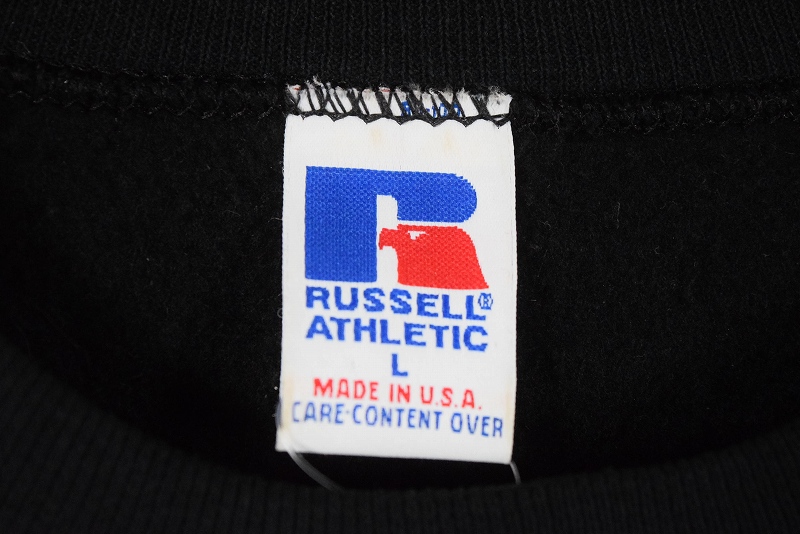 RUSSELL®
ATHLETIC
L
MADE IN U.S.A.
CARE-CONTENT OVER